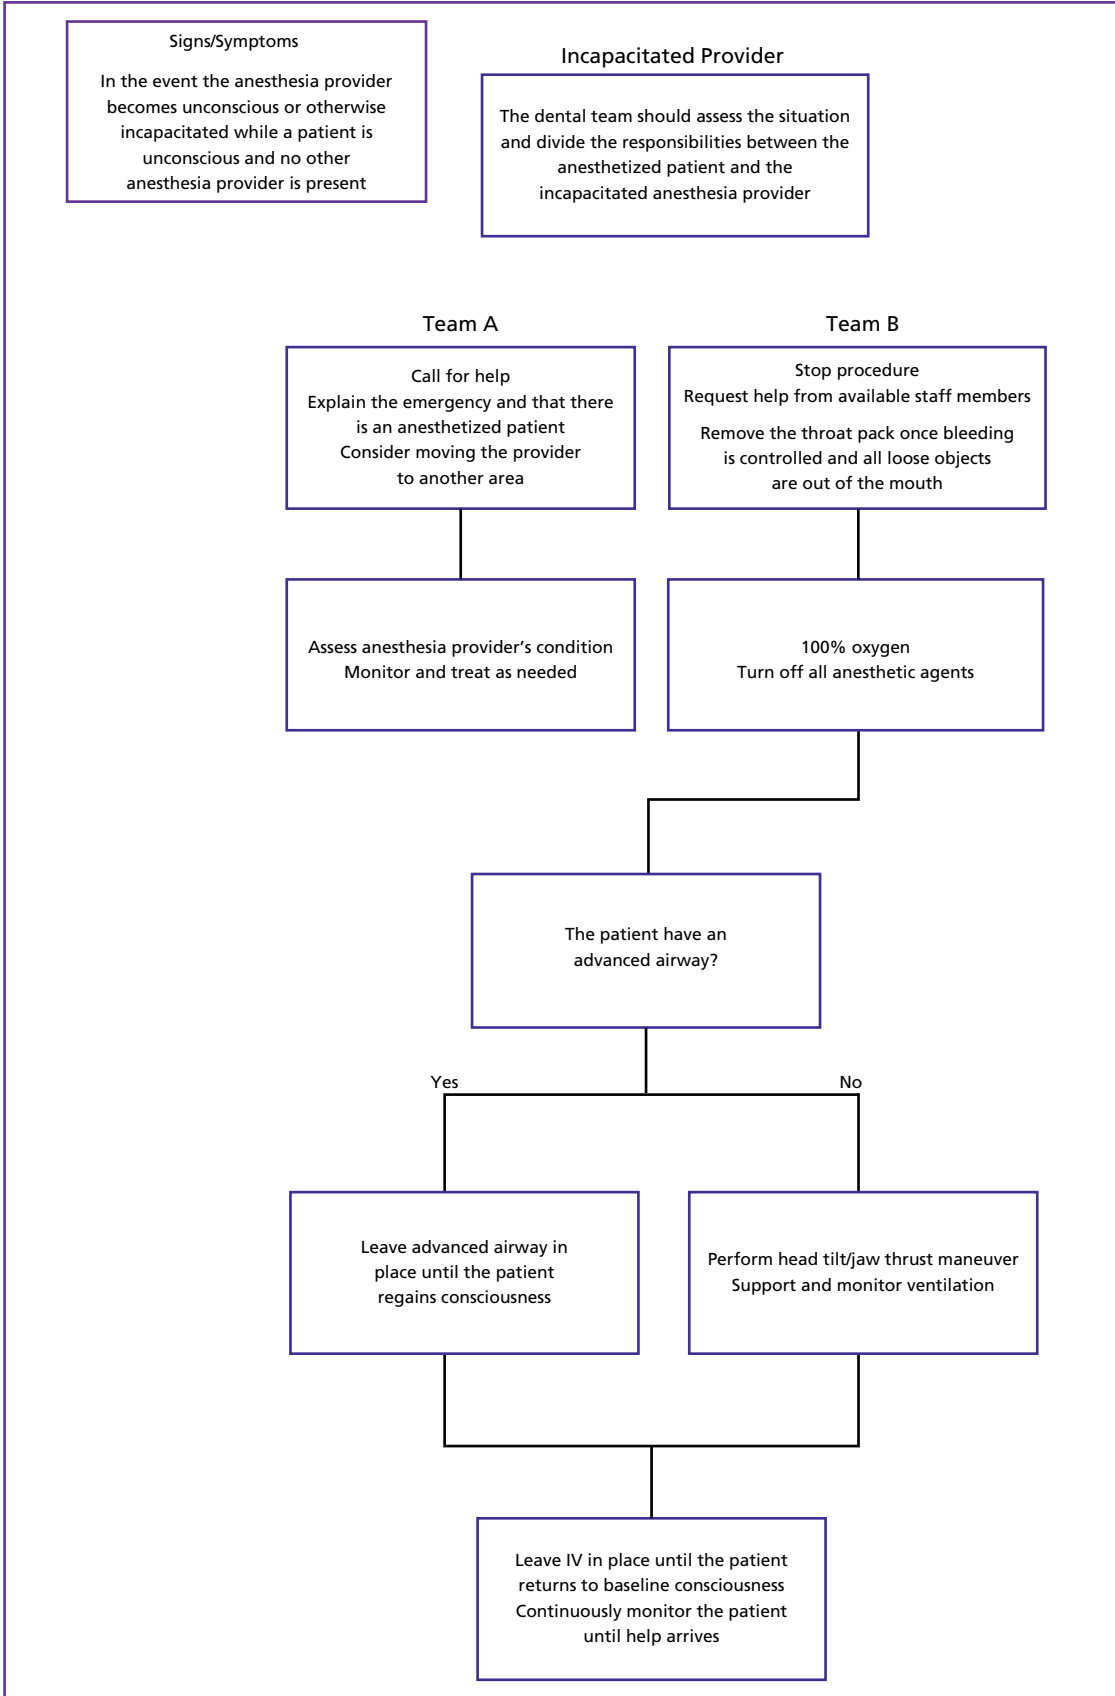 Signs/Symptoms
In the event the anesthesia provider
becomes unconscious or otherwise
incapacitated while a patient is
unconscious and no other
anesthesia provider is present
Incapacitated Provider
The dental team should assess the situation
and divide the responsibilities between the
anesthetized patient and the
incapacitated anesthesia provider
Team A
Call for help
Explain the emergency and that there
is an anesthetized patient
Consider moving the provider
to another area
Team B
Stop procedure
Request help from available staff members
Remove the throat pack once bleeding
is controlled and all loose objects
are out of the mouth
Assess anesthesia provider’s condition
Monitor and treat as needed
100% oxygen
Turn off all anesthetic agents
The patient have an
advanced airway?
Yes
No
Leave advanced airway in
place until the patient
regains consciousness
Perform head tilt/jaw thrust maneuver
Support and monitor ventilation
Leave IV in place until the patient
returns to baseline consciousness
Continuously monitor the patient
until help arrives